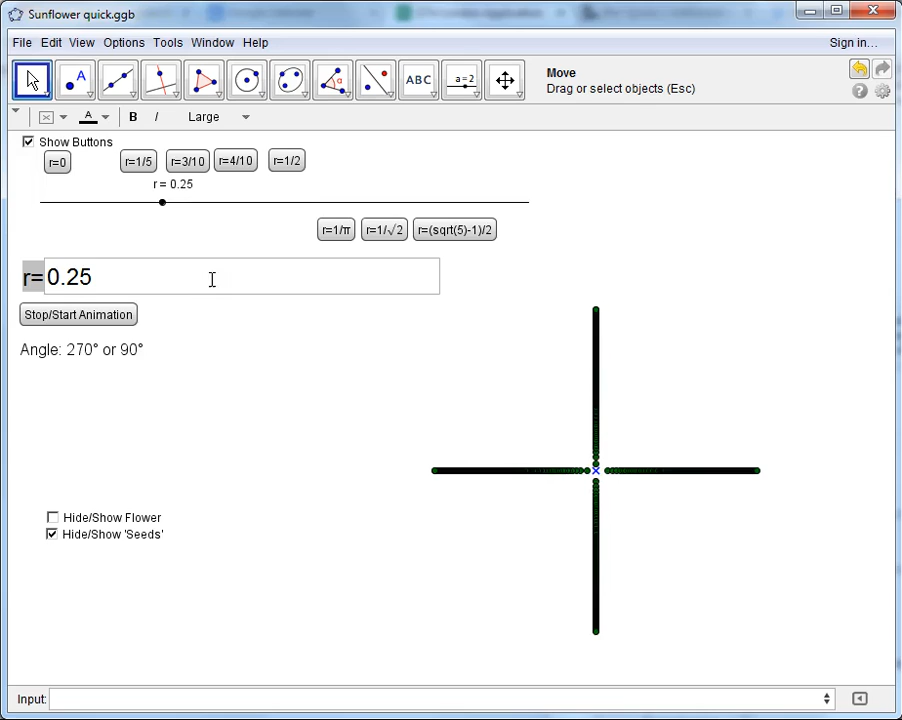 Sunflower quick.ggb
File Edit View Options Tools Window Help Sign in...
A ABC a=2 α Move
Drag or select objects (Esc)
A B I Large
Show Buttons
r=0 r=1/5 r=3/10 r=4/10 r=1/2
r = 0.25
r=1/π r=1/√2 r=(sqrt(5)-1)/2
r= 0.25
Stop/Start Animation
Angle: 270° or 90°
Hide/Show Flower
Hide/Show 'Seeds'
Input: